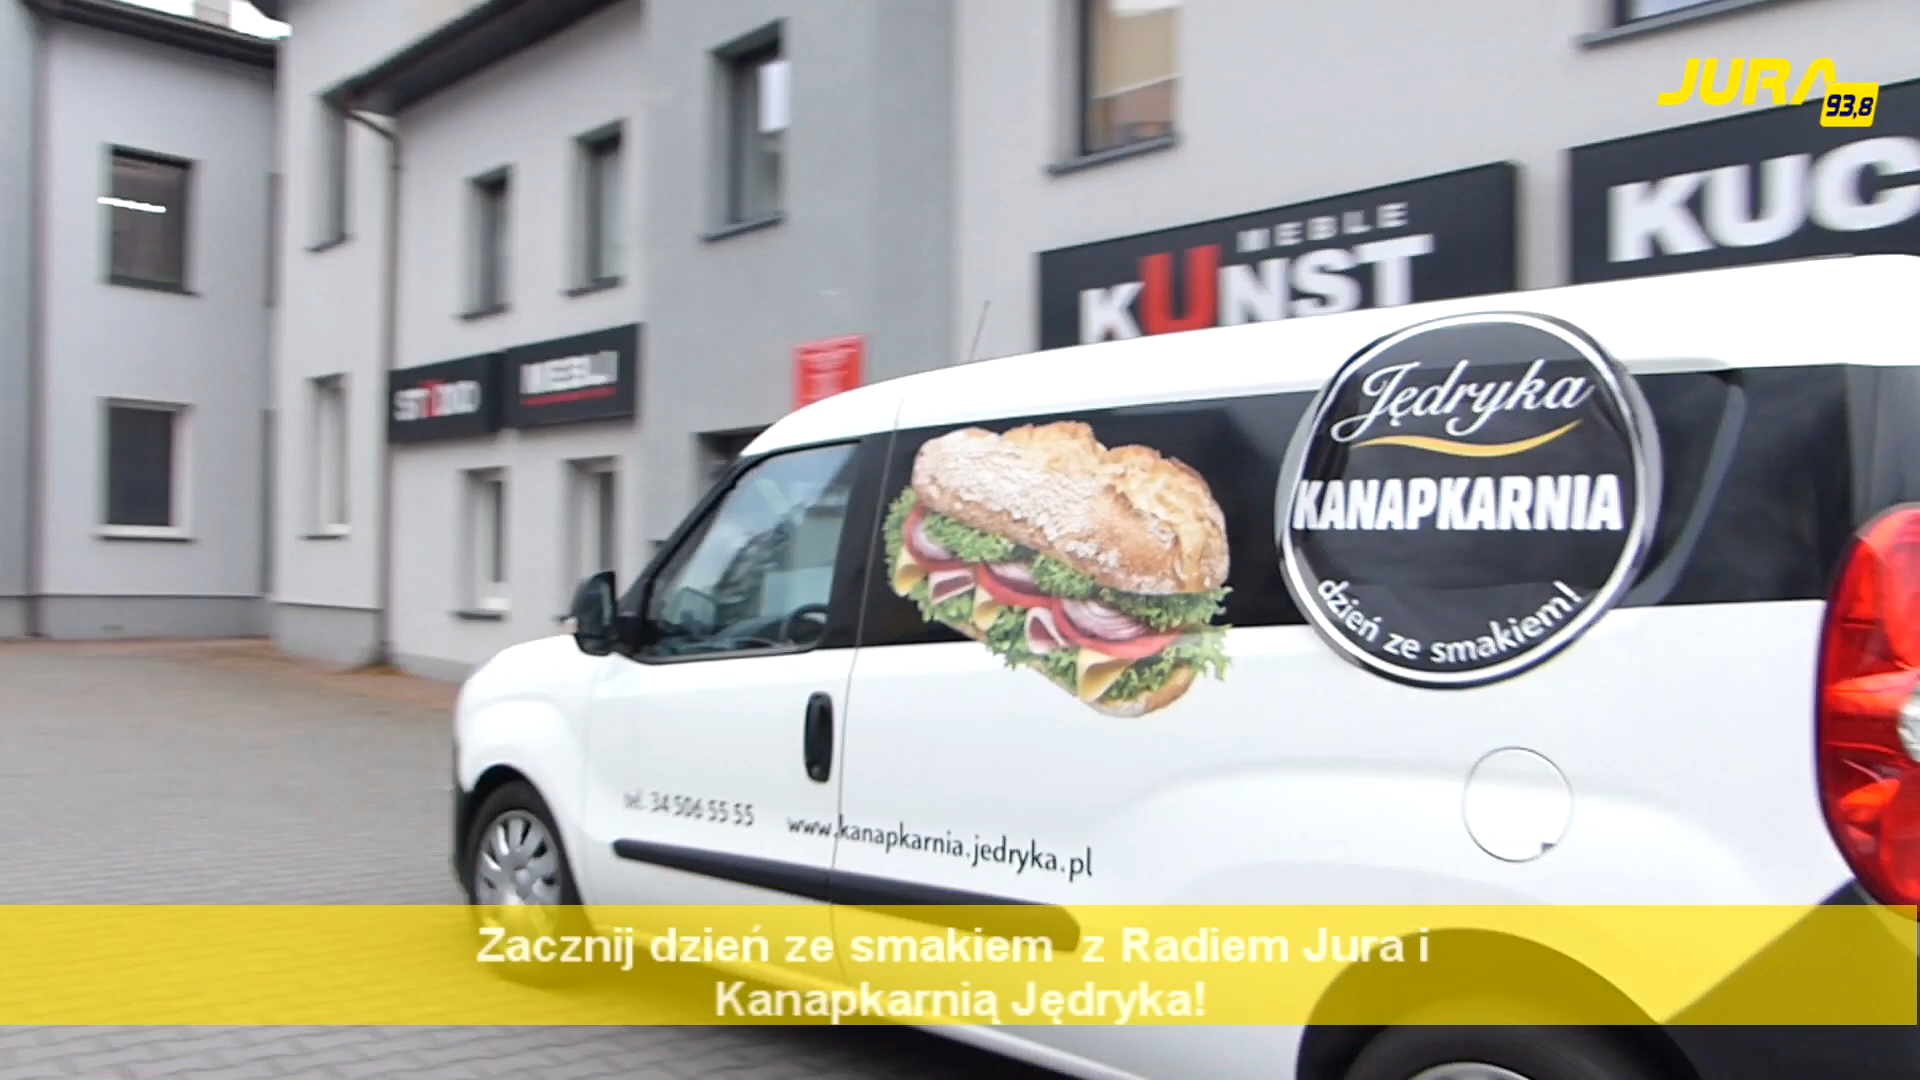 JURA
93,8
MEBLE
KUNST
KUC
STUDIO
MEBLI
Jędryka
KANAPKARNIA
dzień ze smakiem!
tel. 34 506 55 55
www.kanapkarnia.jedryka.pl
Zacznij dzień ze smakiem z Radiem Jura i
Kanapkarnią Jędryka!